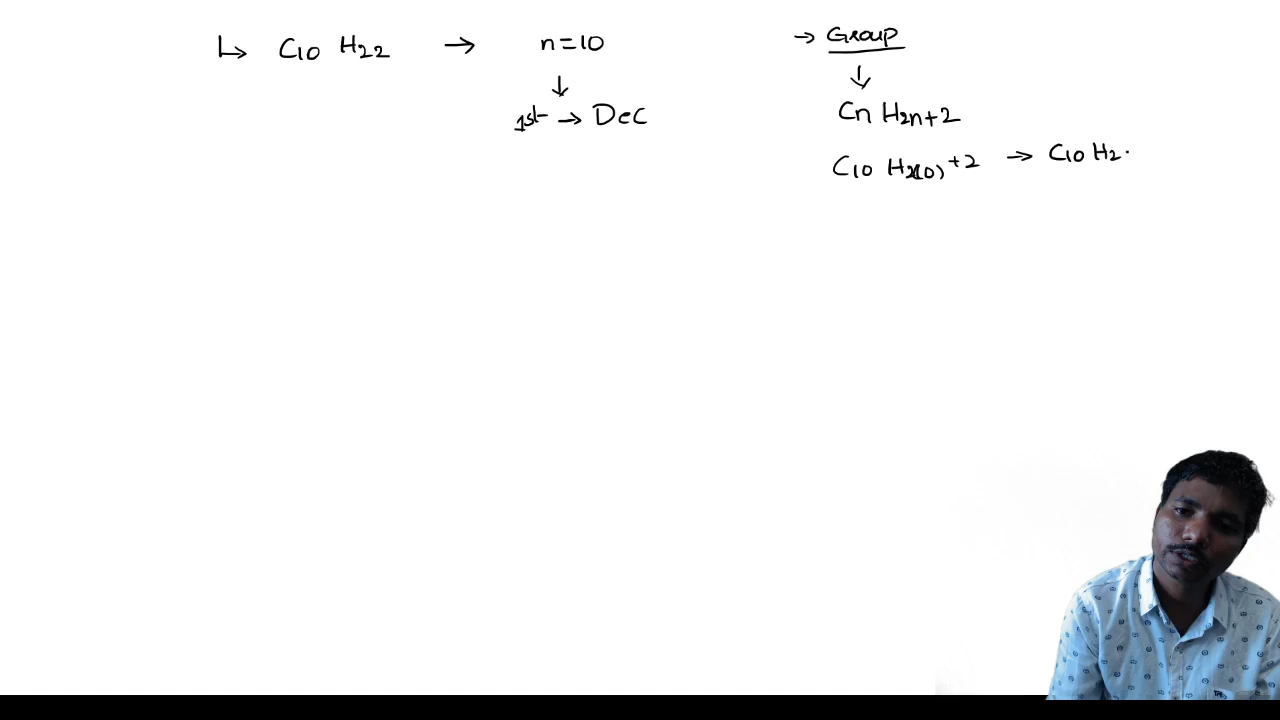 ↳ C10 H22 → n=10
↓
1st → Dec
→ Group
↓
Cn H2n+2
C10 H2(10)+2 → C10 H2